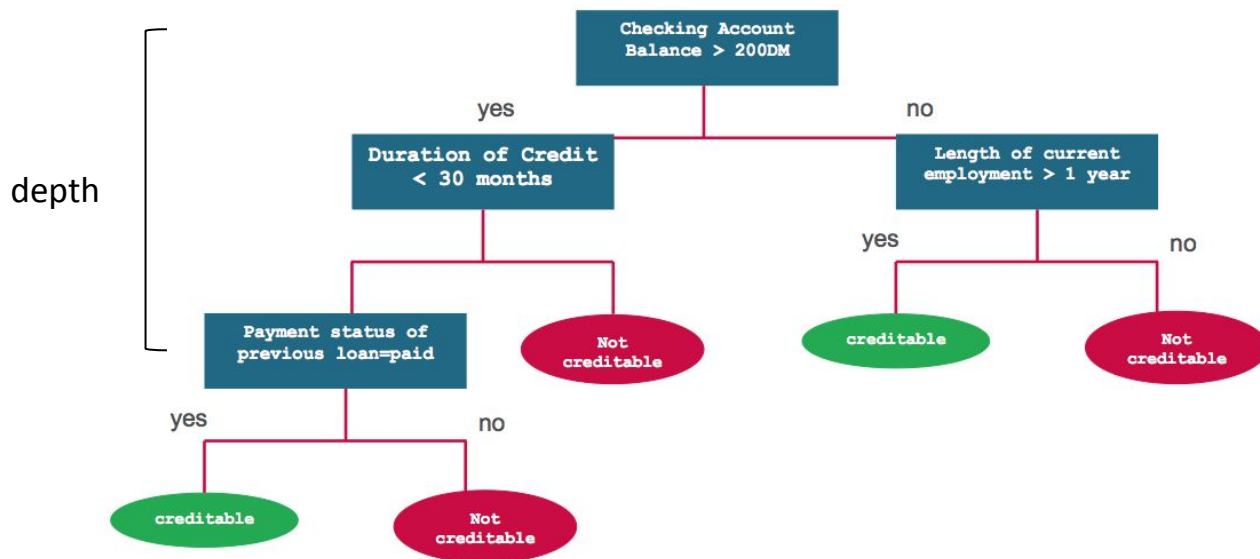 Checking Account
Balance > 200DM
yes
no
Duration of Credit
< 30 months
Length of current
employment > 1 year
depth
yes
no
Payment status of
previous loan=paid
Not
creditable
creditable
Not
creditable
yes
no
creditable
Not
creditable